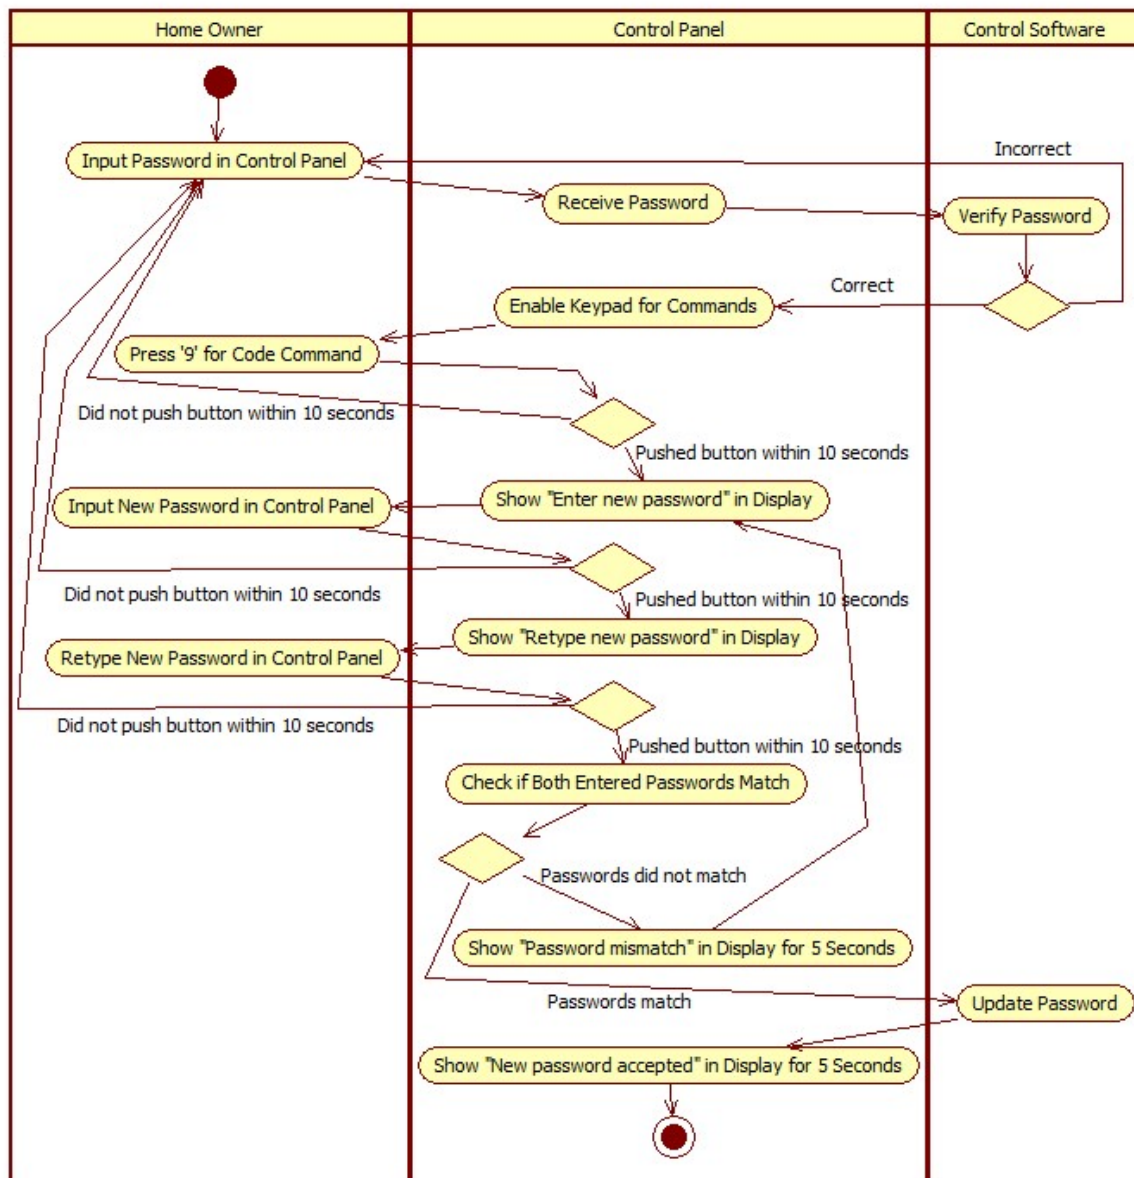 Home Owner
Control Panel
Control Software
Incorrect
Input Password in Control Panel
Receive Password
Verify Password
Correct
Enable Keypad for Commands
Press '9' for Code Command
Did not push button within 10 seconds
Pushed button within 10 seconds
Show "Enter new password" in Display
Input New Password in Control Panel
Did not push button within 10 seconds
Pushed button within 10 seconds
Show "Retype new password" in Display
Retype New Password in Control Panel
Did not push button within 10 seconds
Pushed button within 10 seconds
Check if Both Entered Passwords Match
Passwords did not match
Show "Password mismatch" in Display for 5 Seconds
Passwords match
Update Password
Show "New password accepted" in Display for 5 Seconds